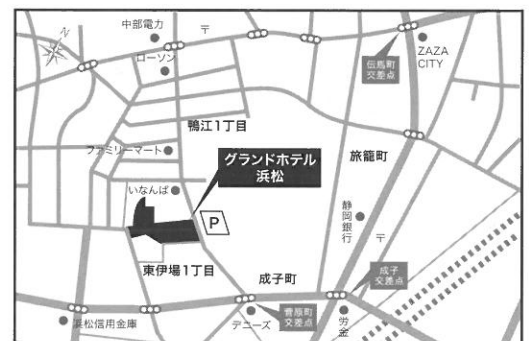 中部電力
〒
ローソン
伝馬町
交差点
ZAZA
CITY
鴨江1丁目
ファミリーマート
グランドホテル
浜松
旅籠町
いなんば
P
静岡銀行
〒
東伊場1丁目
成子町
成子
交差点
浜松信用金庫
デニーズ
菅原町
交差点
労金